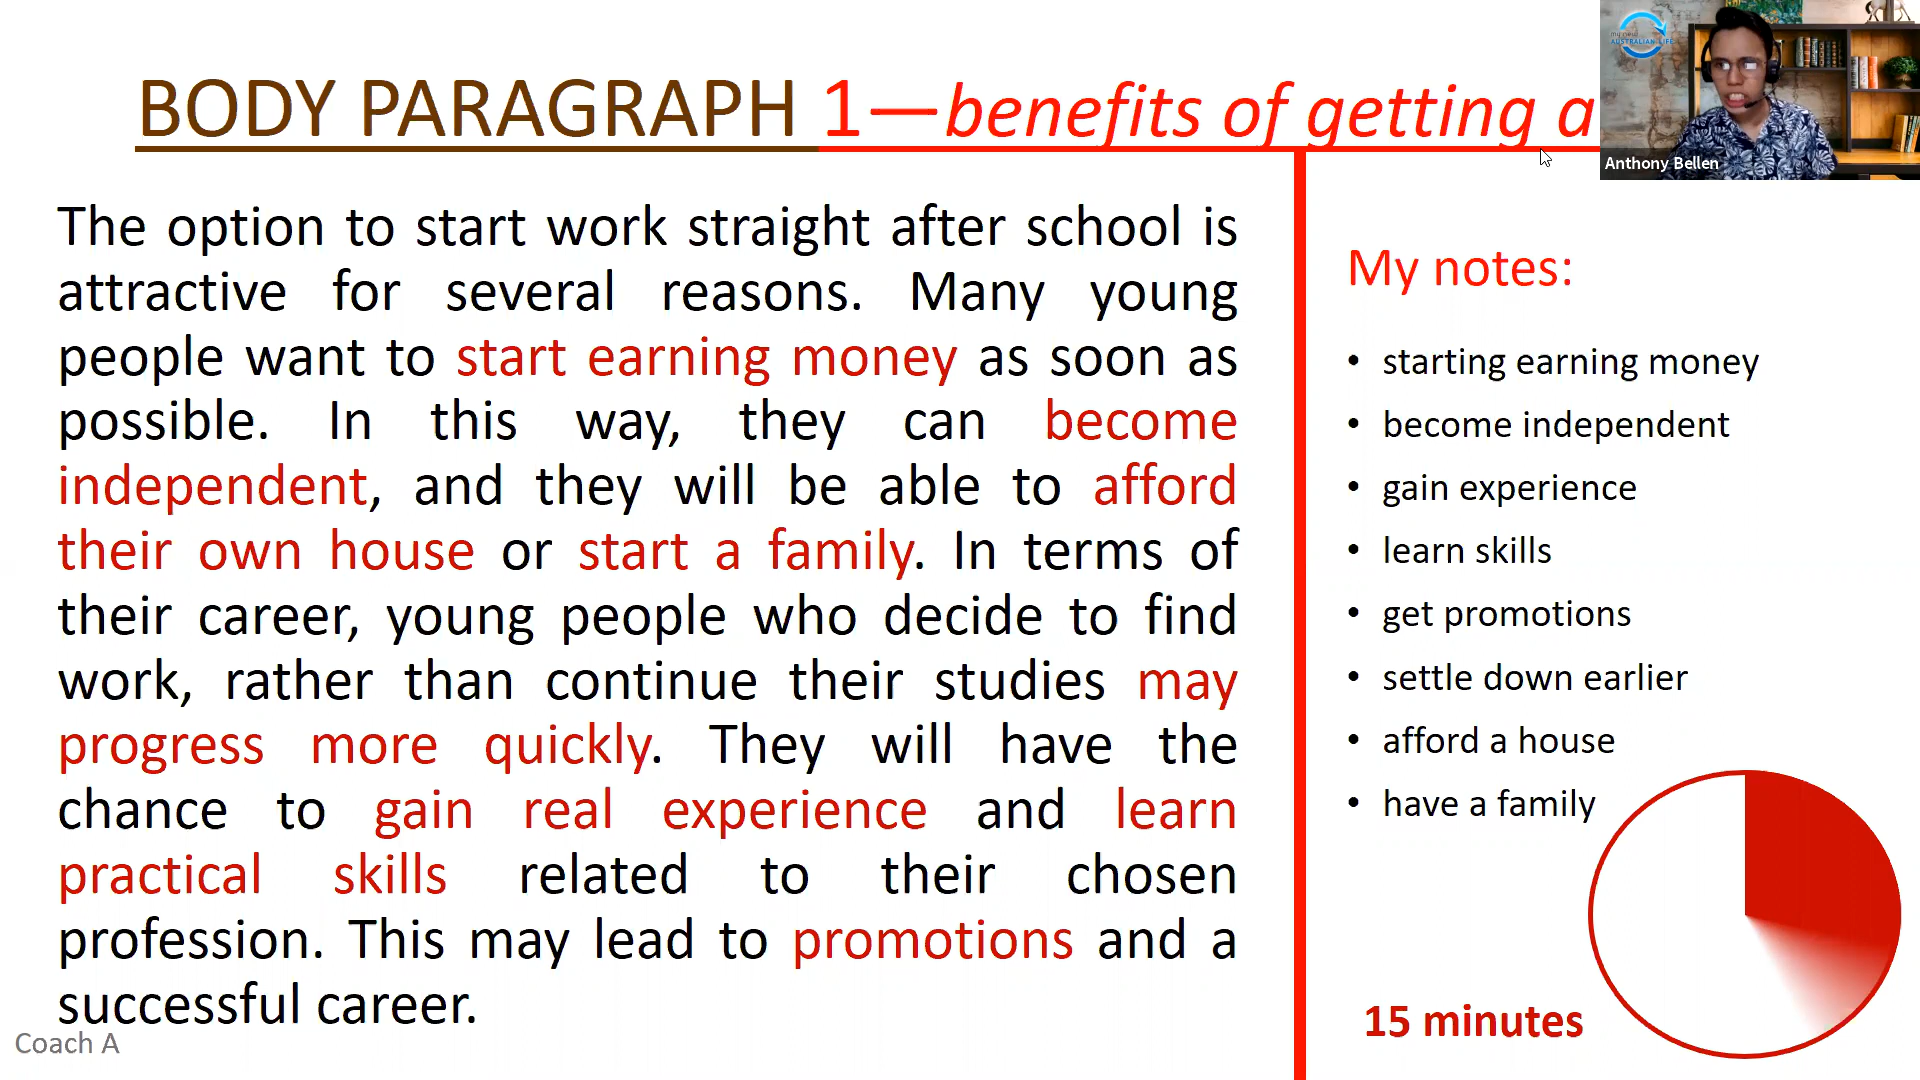 BODY PARAGRAPH 1—benefits of getting a
my new
AUSTRALIAN LIFE
Anthony Bellen
The option to start work straight after school is
attractive for several reasons. Many young
people want to start earning money as soon as
possible. In this way, they can become
independent, and they will be able to afford
their own house or start a family. In terms of
their career, young people who decide to find
work, rather than continue their studies may
progress more quickly. They will have the
chance to gain real experience and learn
practical skills related to their chosen
profession. This may lead to promotions and a
successful career.
Coach A
My notes:
• starting earning money
• become independent
• gain experience
• learn skills
• get promotions
• settle down earlier
• afford a house
• have a family
15 minutes